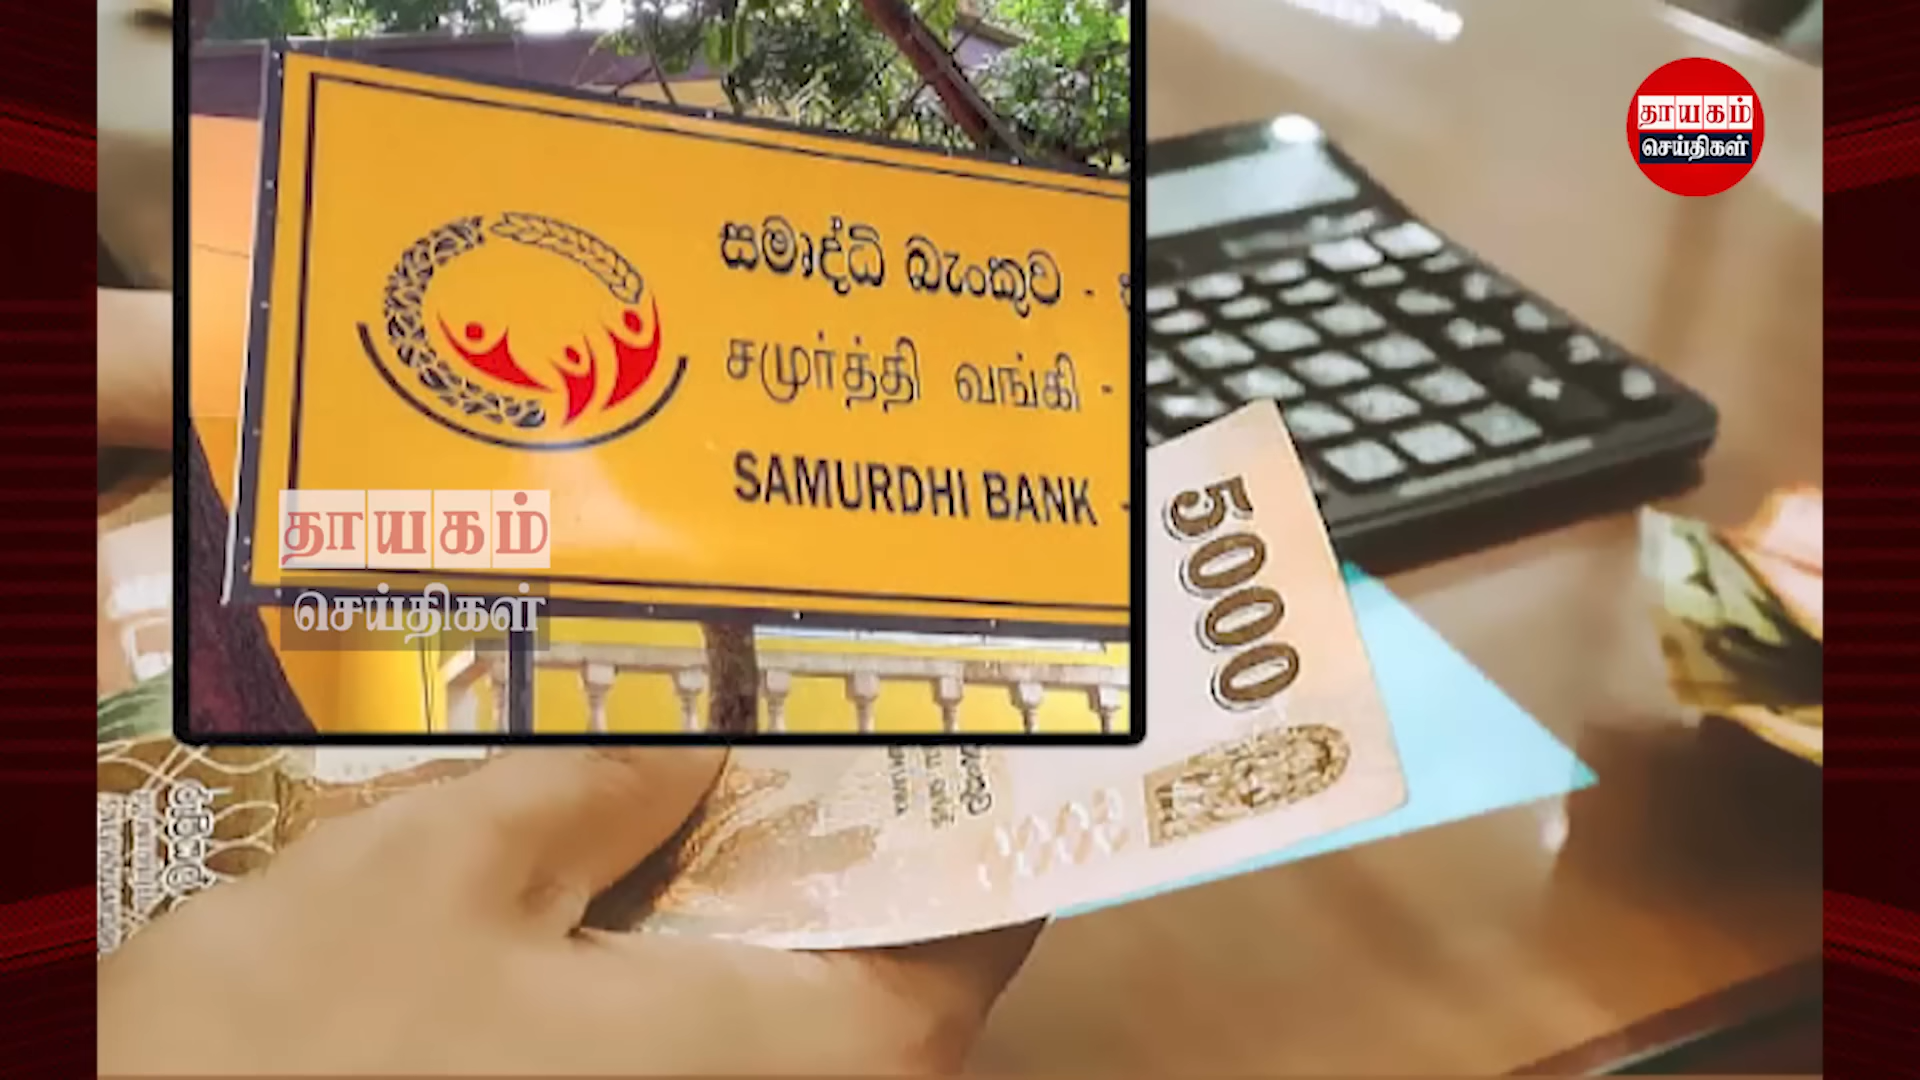 සමෘද්ධි බැංකුව -
சமுர்த்தி வங்கி -
SAMURDHI BANK -
தாயகம்
செய்திகள்
தாயகம்
செய்திகள்
5000